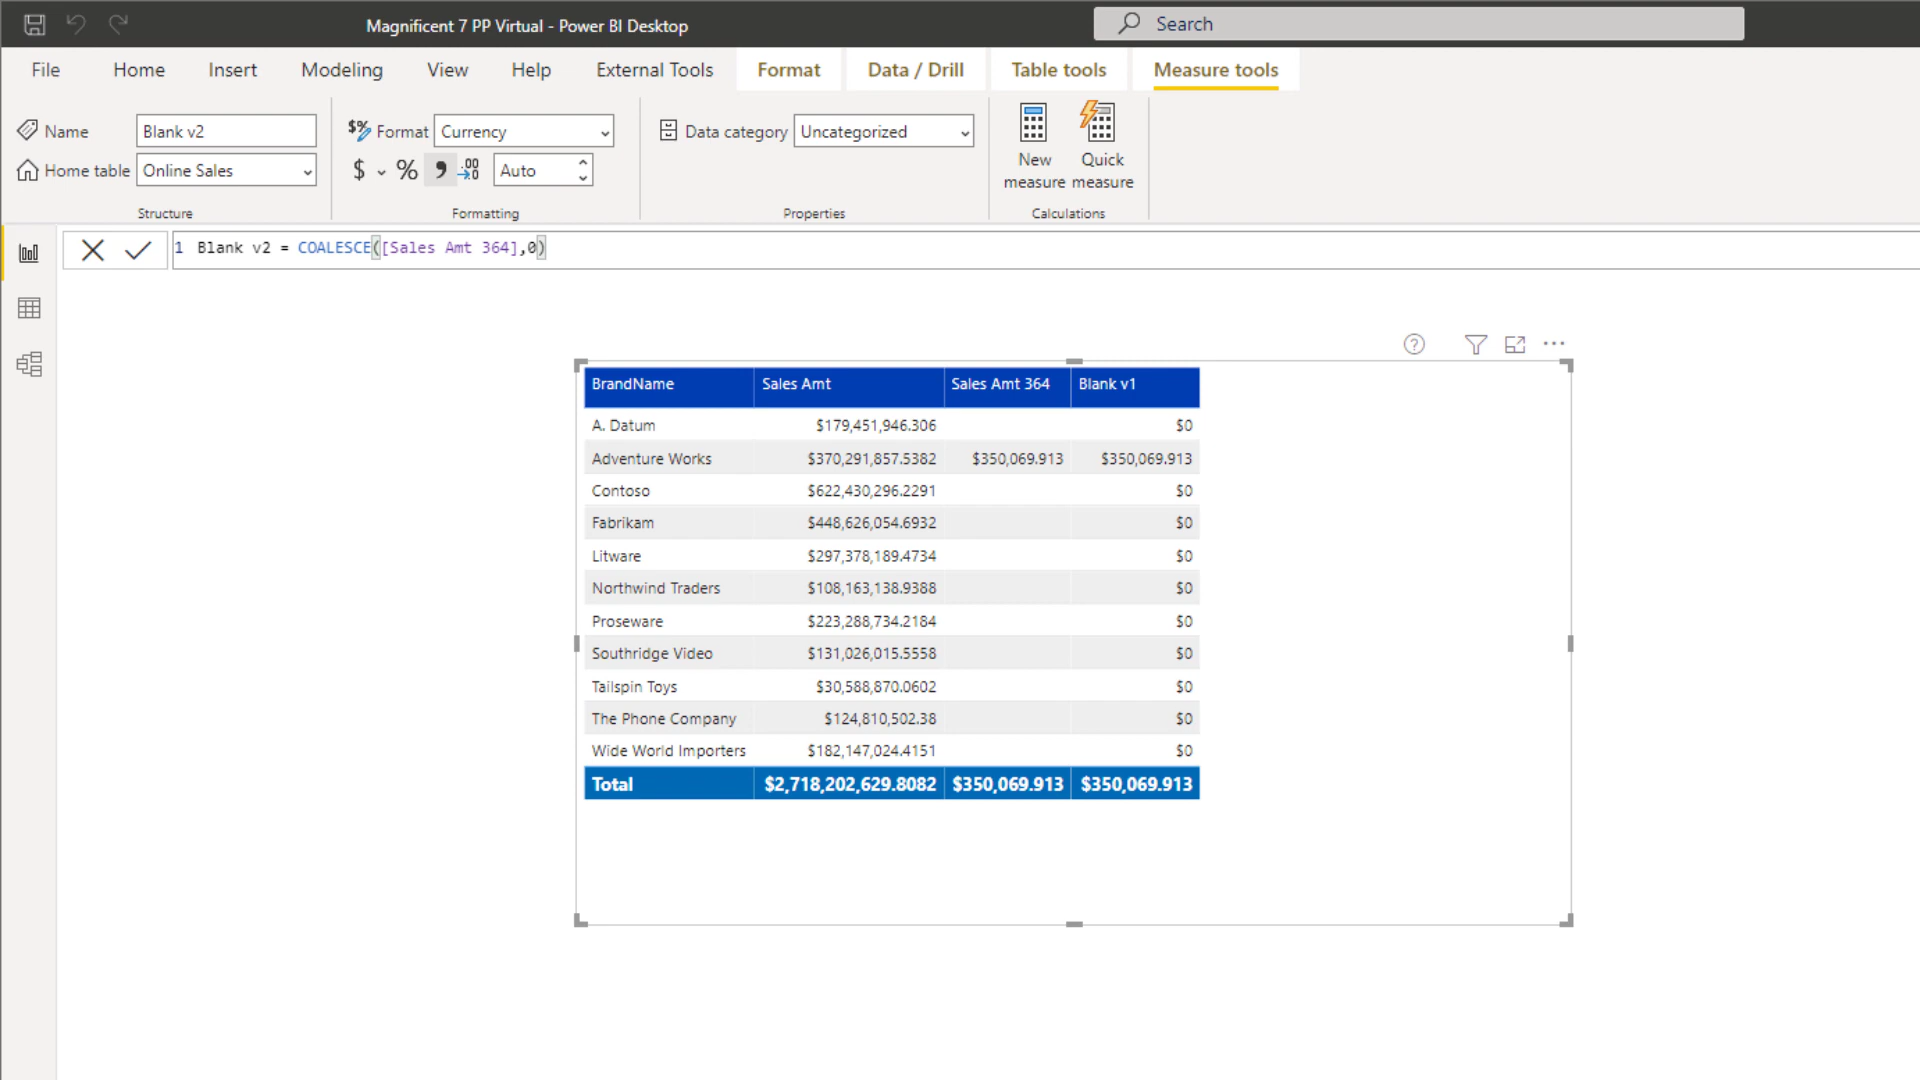 Magnificent 7 PP Virtual - Power BI Desktop
Search
File Home Insert Modeling View Help External Tools Format Data / Drill Table tools Measure tools
Name Blank v2 $% Format Currency Data category Uncategorized
Home table Online Sales $ % , .00 →.0 Auto
New measure Quick measure
Structure Formatting Properties Calculations
1 Blank v2 = COALESCE([Sales Amt 364],0)
BrandName Sales Amt Sales Amt 364 Blank v1
A. Datum $179,451,946.306 $0
Adventure Works $370,291,857.5382 $350,069.913 $350,069.913
Contoso $622,430,296.2291 $0
Fabrikam $448,626,054.6932 $0
Litware $297,378,189.4734 $0
Northwind Traders $108,163,138.9388 $0
Proseware $223,288,734.2184 $0
Southridge Video $131,026,015.5558 $0
Tailspin Toys $30,588,870.0602 $0
The Phone Company $124,810,502.38 $0
Wide World Importers $182,147,024.4151 $0
Total $2,718,202,629.8082 $350,069.913 $350,069.913